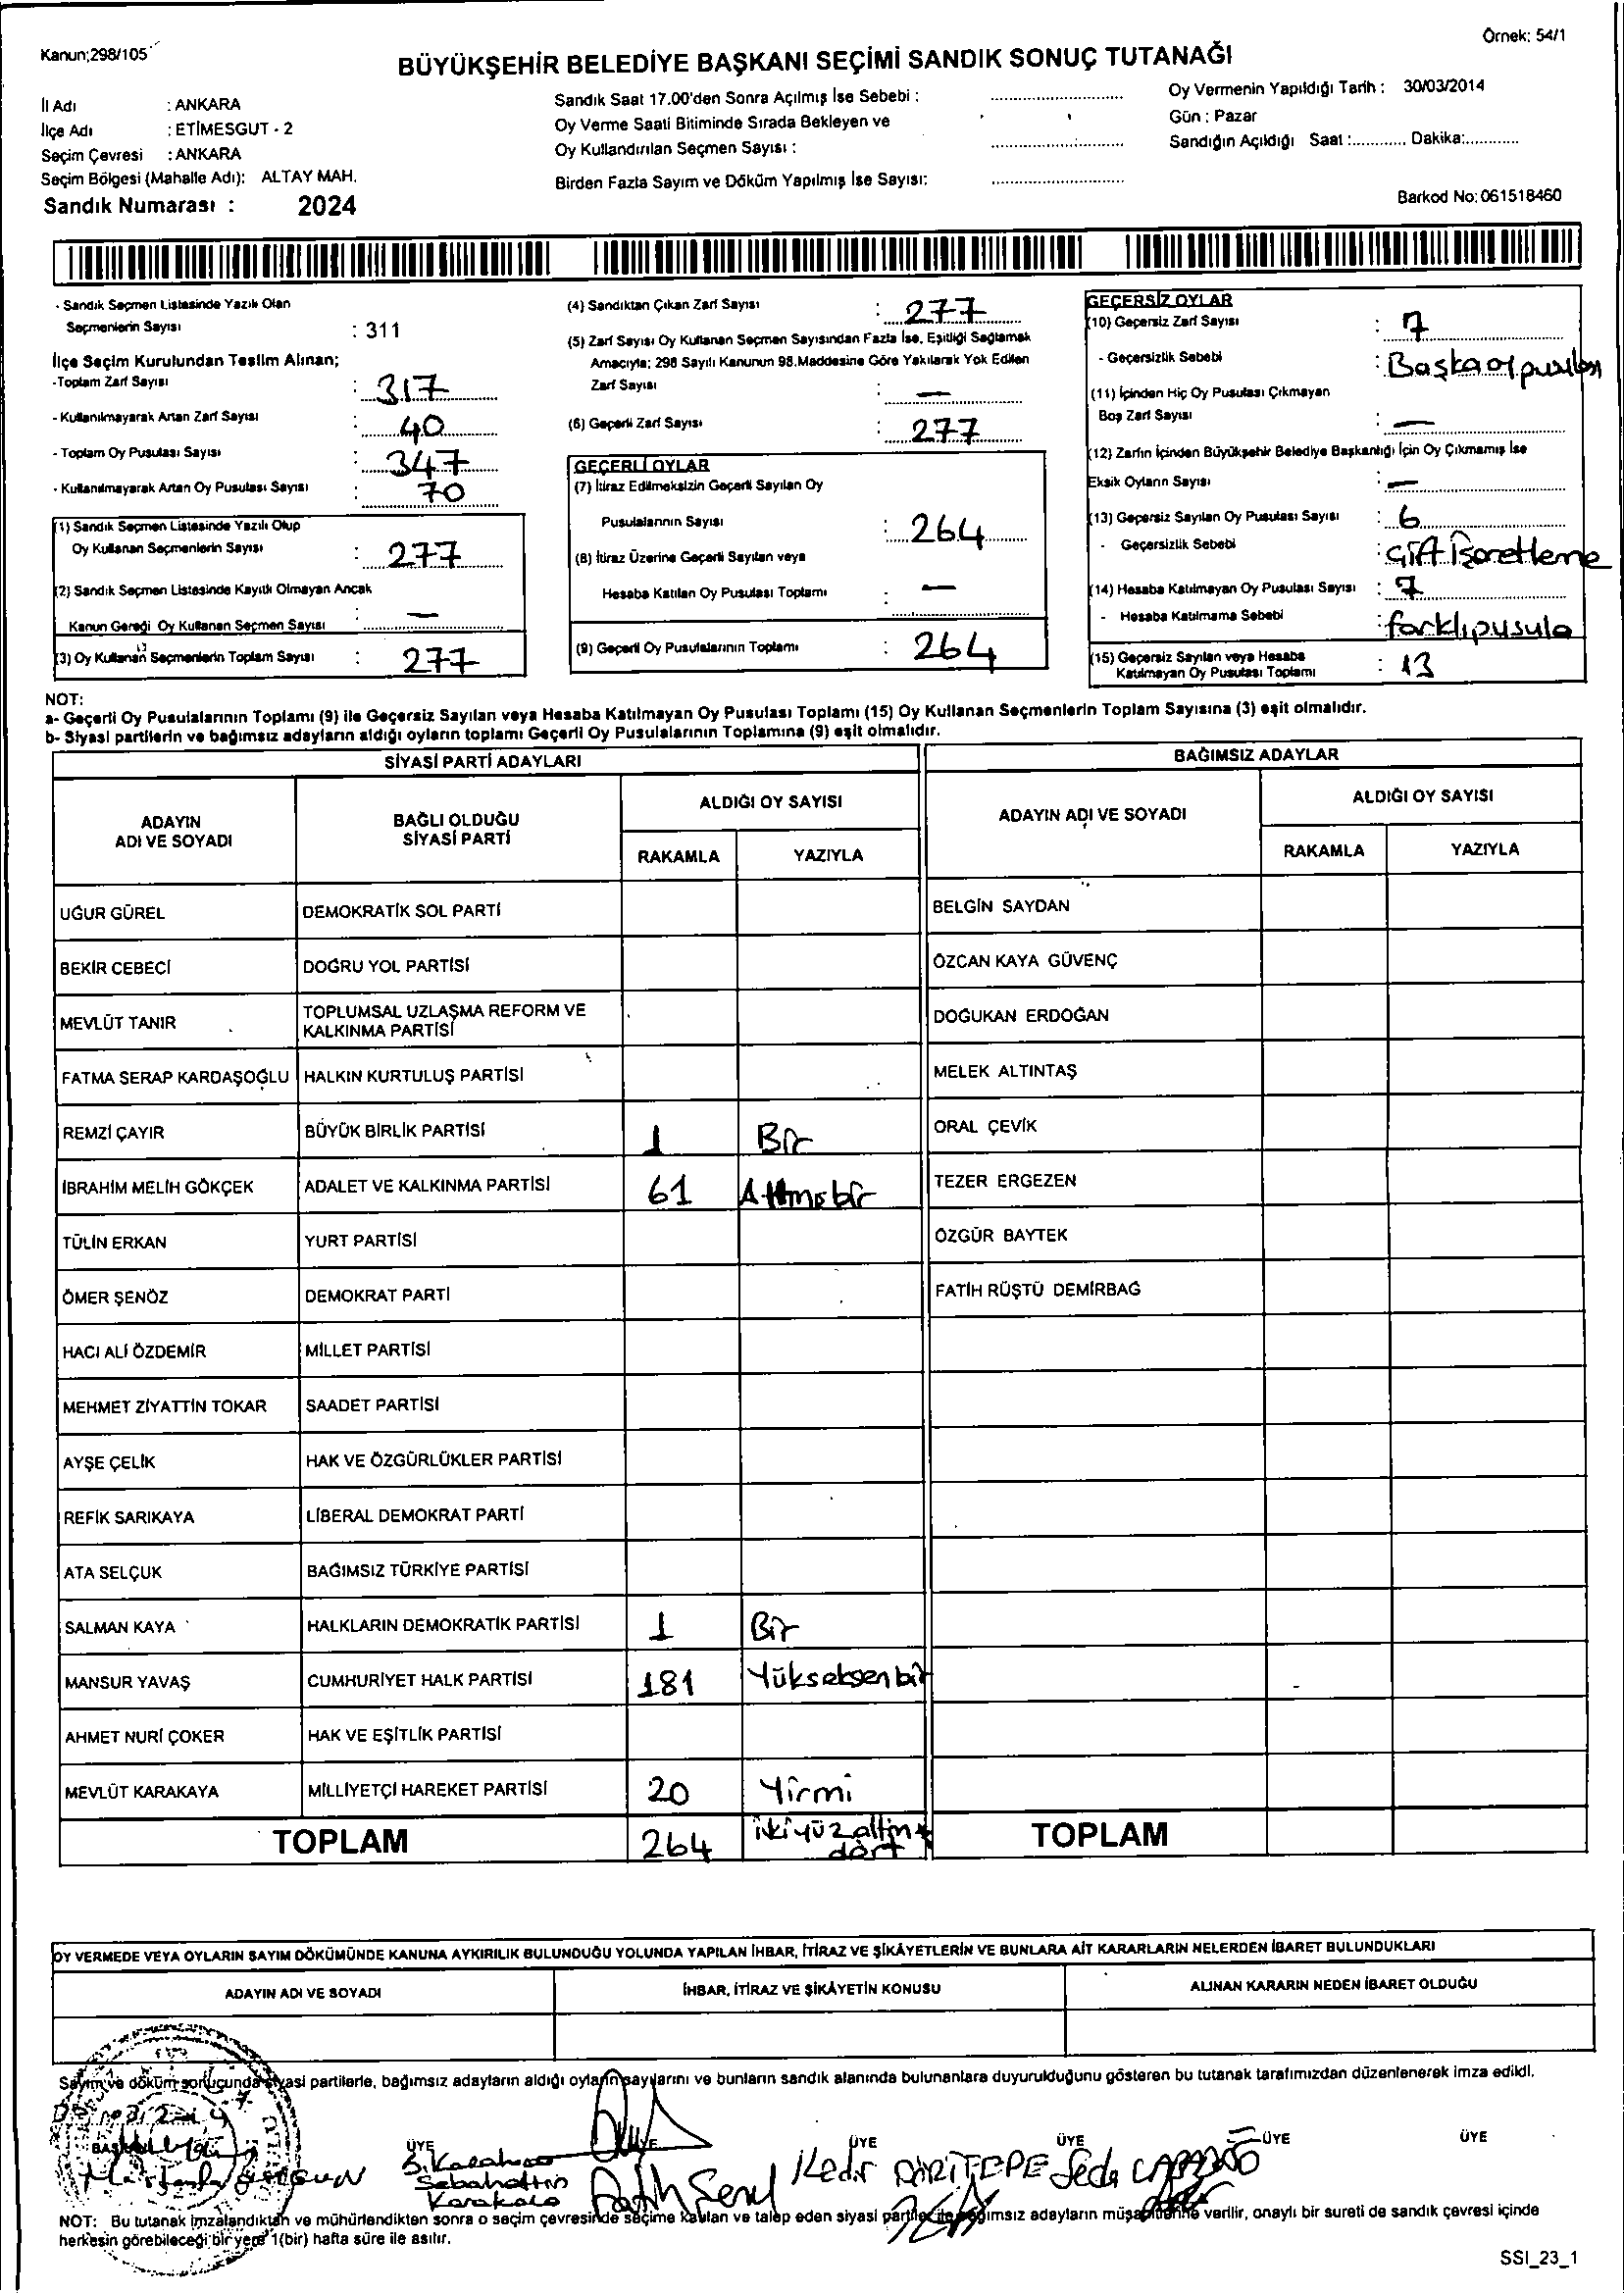 Kanun;298/105
Örnek: 54/1
BÜYÜKŞEHİR BELEDİYE BAŞKANI SEÇİMİ SANDIK SONUÇ TUTANAĞI
İl Adı : ANKARA
İlçe Adı : ETİMESGUT - 2
Seçim Çevresi : ANKARA
Seçim Bölgesi (Mahalle Adı): ALTAY MAH.
Sandık Numarası : 2024
Sandık Saat 17.00'den Sonra Açılmış İse Sebebi :
Oy Verme Saati Bitiminde Sırada Bekleyen ve
Oy Kullandırılan Seçmen Sayısı :
Birden Fazla Sayım ve Döküm Yapılmış İse Sayısı:
Oy Vermenin Yapıldığı Tarih : 30/03/2014
Gün : Pazar
Sandığın Açıldığı Saat :............ Dakika:............
Barkod No: 061518460
- Sandık Seçmen Listesinde Yazılı Olan
Seçmenlerin Sayısı : 311
İlçe Seçim Kurulundan Teslim Alınan;
-Toplam Zarf Sayısı : 317
- Kullanılmayarak Artan Zarf Sayısı : 40
- Toplam Oy Pusulası Sayısı : 347
- Kullanılmayarak Artan Oy Pusulası Sayısı : 70
(1) Sandık Seçmen Listesinde Yazılı Olup
Oy Kullanan Seçmenlerin Sayısı : 277
(2) Sandık Seçmen Listesinde Kayıtlı Olmayan Ancak
Kanun Gereği Oy Kullanan Seçmen Sayısı : —
(3) Oy Kullanan Seçmenlerin Toplam Sayısı : 277
(4) Sandıktan Çıkan Zarf Sayısı : 277
(5) Zarf Sayısı Oy Kullanan Seçmen Sayısından Fazla İse, Eşitliği Sağlamak
Amacıyla; 298 Sayılı Kanunun 98.Maddesine Göre Yakılarak Yok Edilen
Zarf Sayısı : —
(6) Geçerli Zarf Sayısı : 277
GEÇERLİ OYLAR
(7) İtiraz Edilmeksizin Geçerli Sayılan Oy
Pusulalarının Sayısı : 264
(8) İtiraz Üzerine Geçerli Sayılan veya
Hesaba Katılan Oy Pusulası Toplamı : —
(9) Geçerli Oy Pusulalarının Toplamı : 264
GEÇERSİZ OYLAR
(10) Geçersiz Zarf Sayısı : 7
- Geçersizlik Sebebi : Başka oy pusulası
(11) İçinden Hiç Oy Pusulası Çıkmayan
Boş Zarf Sayısı : —
(12) Zarfın İçinden Büyükşehir Belediye Başkanlığı İçin Oy Çıkmamış İse
Eksik Oyların Sayısı : —
(13) Geçersiz Sayılan Oy Pusulası Sayısı : 6
- Geçersizlik Sebebi : Çift İşaretleme
(14) Hesaba Katılmayan Oy Pusulası Sayısı : 7
- Hesaba Katılmama Sebebi : farklı pusula
(15) Geçersiz Sayılan veya Hesaba
Katılmayan Oy Pusulası Toplamı : 13
NOT:
a- Geçerli Oy Pusulalarının Toplamı (9) ile Geçersiz Sayılan veya Hesaba Katılmayan Oy Pusulası Toplamı (15) Oy Kullanan Seçmenlerin Toplam Sayısına (3) eşit olmalıdır.
b- Siyasi partilerin ve bağımsız adayların aldığı oyların toplamı Geçerli Oy Pusulalarının Toplamına (9) eşit olmalıdır.
SİYASİ PARTİ ADAYLARI
ADAYIN ADI VE SOYADI
BAĞLI OLDUĞU SİYASİ PARTİ
ALDIĞI OY SAYISI
RAKAMLA YAZIYLA
UĞUR GÜREL DEMOKRATİK SOL PARTİ
BEKİR CEBECİ DOĞRU YOL PARTİSİ
MEVLÜT TANIR TOPLUMSAL UZLAŞMA REFORM VE KALKINMA PARTİSİ
FATMA SERAP KARDAŞOĞLU HALKIN KURTULUŞ PARTİSİ
REMZİ ÇAYIR BÜYÜK BİRLİK PARTİSİ 1 Bir
İBRAHİM MELİH GÖKÇEK ADALET VE KALKINMA PARTİSİ 61 Altmışbir
TÜLİN ERKAN YURT PARTİSİ
ÖMER ŞENÖZ DEMOKRAT PARTİ
HACI ALİ ÖZDEMİR MİLLET PARTİSİ
MEHMET ZİYATTİN TOKAR SAADET PARTİSİ
AYŞE ÇELİK HAK VE ÖZGÜRLÜKLER PARTİSİ
REFİK SARIKAYA LİBERAL DEMOKRAT PARTİ
ATA SELÇUK BAĞIMSIZ TÜRKİYE PARTİSİ
SALMAN KAYA HALKLARIN DEMOKRATİK PARTİSİ 1 Bir
MANSUR YAVAŞ CUMHURİYET HALK PARTİSİ 181 Yükseksenbir
AHMET NURİ ÇOKER HAK VE EŞİTLİK PARTİSİ
MEVLÜT KARAKAYA MİLLİYETÇİ HAREKET PARTİSİ 20 Yirmi
TOPLAM 264 ikiyüzaltmış dört
BAĞIMSIZ ADAYLAR
ADAYIN ADI VE SOYADI
ALDIĞI OY SAYISI
RAKAMLA YAZIYLA
BELGİN SAYDAN
ÖZCAN KAYA GÜVENÇ
DOĞUKAN ERDOĞAN
MELEK ALTINTAŞ
ORAL ÇEVİK
TEZER ERGEZEN
ÖZGÜR BAYTEK
FATİH RÜŞTÜ DEMİRBAĞ
TOPLAM
OY VERMEDE VEYA OYLARIN SAYIM DÖKÜMÜNDE KANUNA AYKIRILIK BULUNDUĞU YOLUNDA YAPILAN İHBAR, İTİRAZ VE ŞİKÂYETLERİN VE BUNLARA AİT KARARLARIN NELERDEN İBARET BULUNDUKLARI
ADAYIN ADI VE SOYADI İHBAR, İTİRAZ VE ŞİKÂYETİN KONUSU ALINAN KARARIN NEDEN İBARET OLDUĞU
Sayım ve döküm sonucunda siyasi partilerle, bağımsız adayların aldığı oyların sayılarını ve bunların sandık alanında bulunanlara duyurulduğunu gösteren bu tutanak tarafımızdan düzenlenerek imza edildi.
BAŞKAN ÜYE ÜYE ÜYE ÜYE ÜYE ÜYE
S. Karakoca
Sabahattin
Fatih Şenel
Kadir DİRİTEPE
Seda
NOT: Bu tutanak imzalandıktan ve mühürlendikten sonra o seçim çevresinde seçime katılan ve talep eden siyasi partiler ile bağımsız adayların müşahitlerine verilir, onaylı bir sureti de sandık çevresi içinde
herkesin görebileceği bir yere 1(bir) hafta süre ile asılır.
SSI_23_1